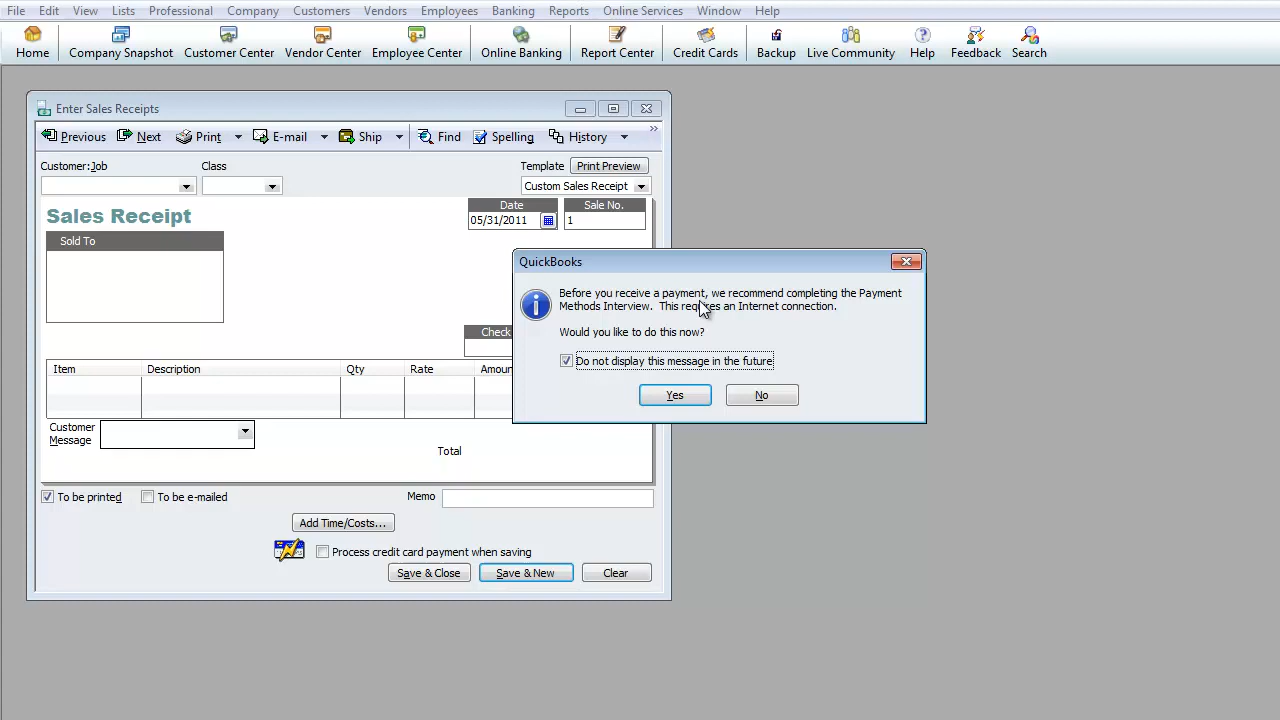 File Edit View Lists Professional Company Customers Vendors Employees Banking Reports Online Services Window Help
Home Company Snapshot Customer Center Vendor Center Employee Center Online Banking Report Center Credit Cards Backup Live Community Help Feedback Search
Enter Sales Receipts
Previous Next Print E-mail Ship Find Spelling History »
Customer:Job Class Template Print Preview
Custom Sales Receipt
Sales Receipt
Date Sale No.
05/31/2011 1
Sold To
Check
Item Description Qty Rate Amoun
Customer
Message
Total
To be printed To be e-mailed Memo
Add Time/Costs...
Process credit card payment when saving
Save & Close Save & New Clear
QuickBooks
Before you receive a payment, we recommend completing the Payment
Methods Interview. This requires an Internet connection.
Would you like to do this now?
Do not display this message in the future
Yes No